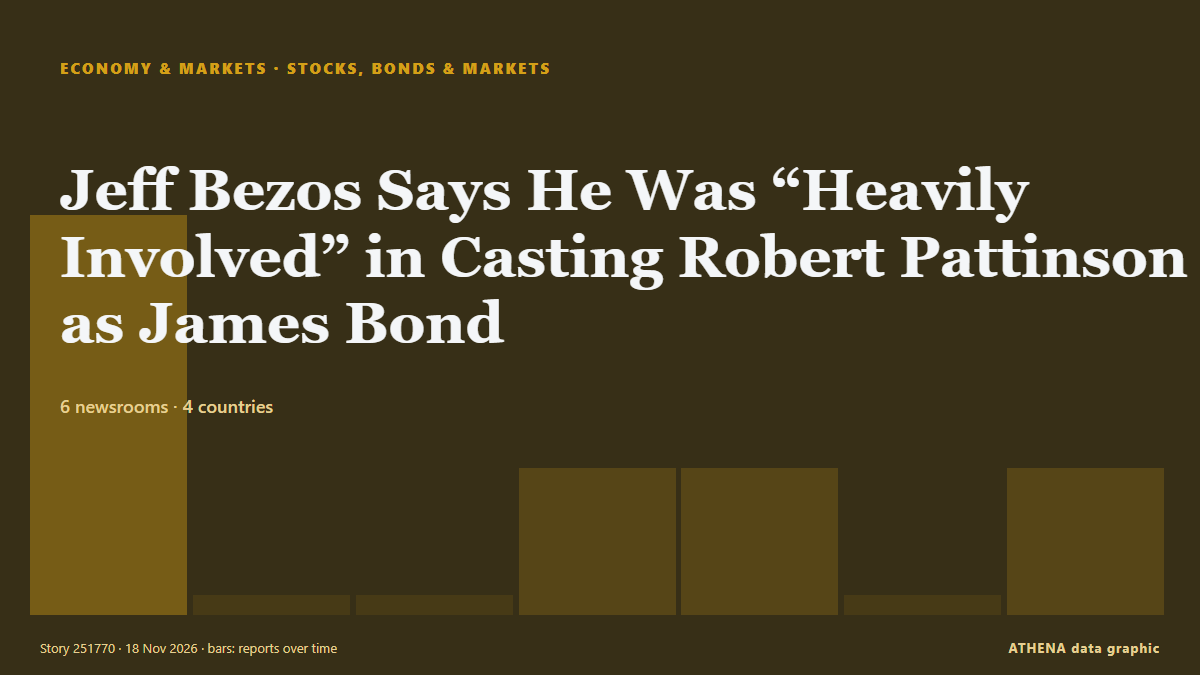 ECONOMY & MARKETS · STOCKS, BONDS & MARKETS
Jeff Bezos Says He Was “Heavily
Involved” in Casting Robert Pattinson
as James Bond
6 newsrooms · 4 countries
Story 251770 · 18 Nov 2026 · bars: reports over time
ATHENA data graphic